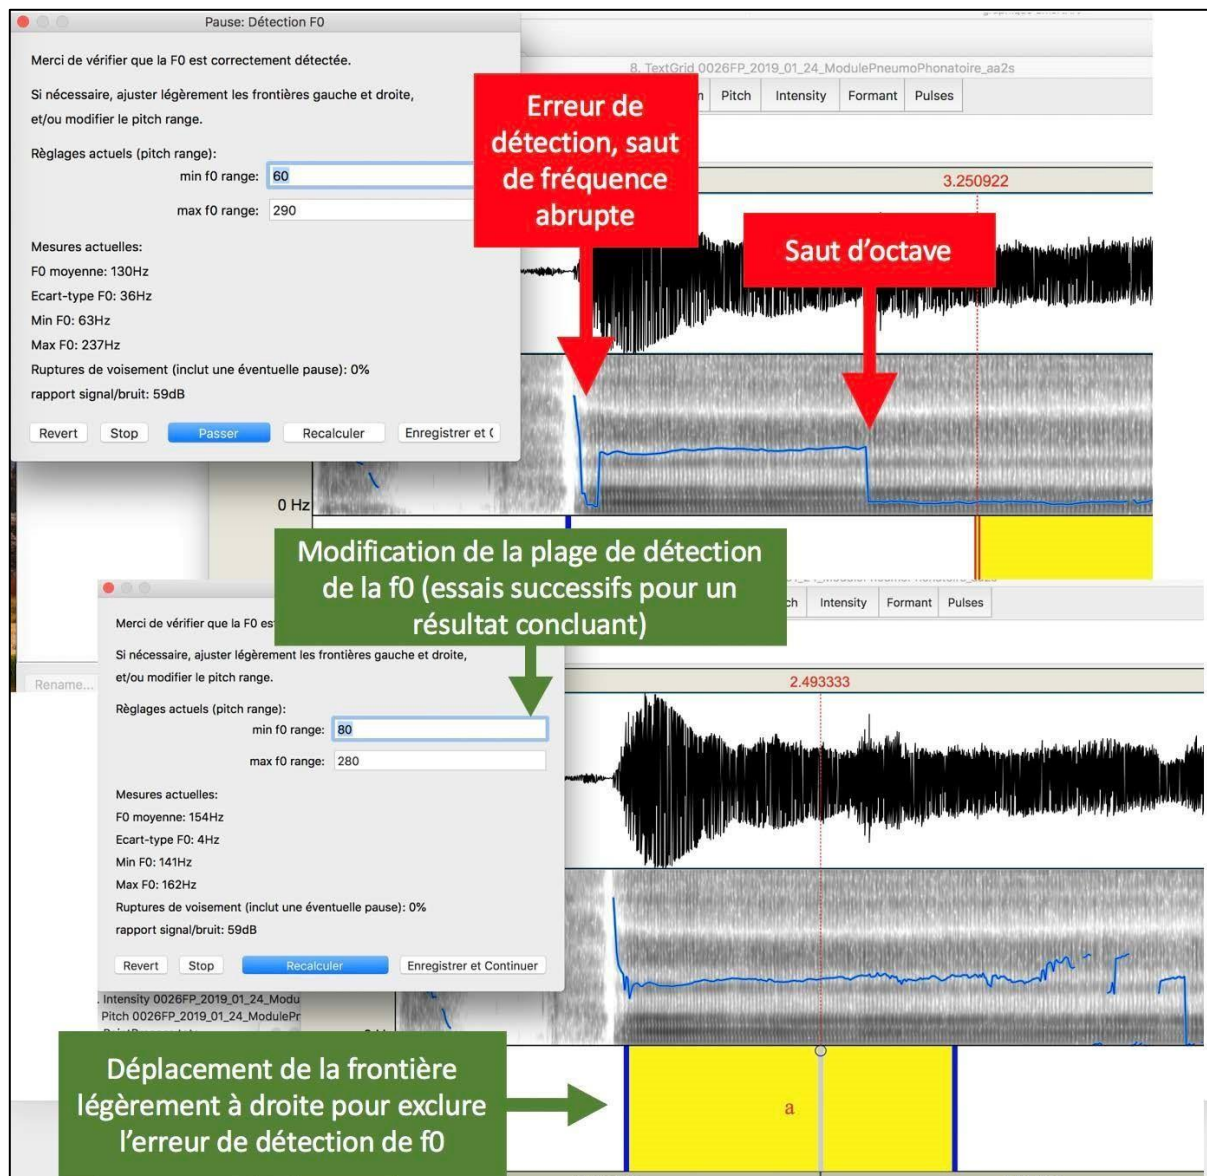 Pause: Détection F0
Merci de vérifier que la F0 est correctement détectée.
Si nécessaire, ajuster légèrement les frontières gauche et droite,
et/ou modifier le pitch range.
Règlages actuels (pitch range):
min f0 range: 60
max f0 range: 290
Mesures actuelles:
F0 moyenne: 130Hz
Ecart-type F0: 36Hz
Min F0: 63Hz
Max F0: 237Hz
Ruptures de voisement (inclut une éventuelle pause): 0%
rapport signal/bruit: 59dB
Revert Stop Passer Recalculer Enregistrer et (
8. TextGrid 0026FP_2019_01_24_ModulePneumoPhonatoire_aa2s
Pitch Intensity Formant Pulses
Erreur de
détection, saut
de fréquence
abrupte
3.250922
Saut d'octave
0 Hz
Modification de la plage de détection
de la f0 (essais successifs pour un
résultat concluant)
Intensity Formant Pulses
Merci de vérifier que la F0 es
Si nécessaire, ajuster légèrement les frontières gauche et droite,
et/ou modifier le pitch range.
Rename...
Règlages actuels (pitch range):
min f0 range: 80
max f0 range: 280
2.493333
Mesures actuelles:
F0 moyenne: 154Hz
Ecart-type F0: 4Hz
Min F0: 141Hz
Max F0: 162Hz
Ruptures de voisement (inclut une éventuelle pause): 0%
rapport signal/bruit: 59dB
Revert Stop Recalculer Enregistrer et Continuer
. Intensity 0026FP_2019_01_24_Modu
Pitch 0026FP_2019_01_24_ModulePr
Déplacement de la frontière
légèrement à droite pour exclure
l'erreur de détection de f0
a